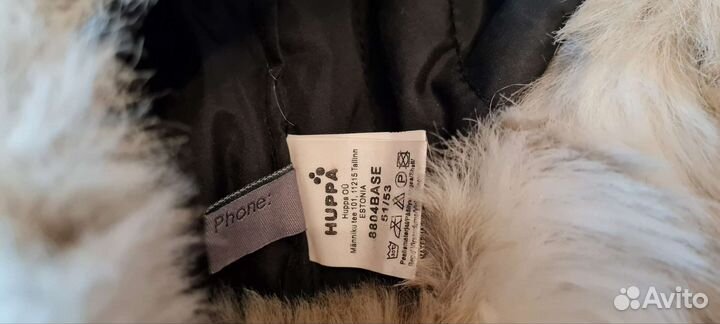 HUPPA
Huppa OÜ
Männiku tee 101, 11215 Tallinn
ESTONIA
8804BASE
51/53
Phone:
Avito